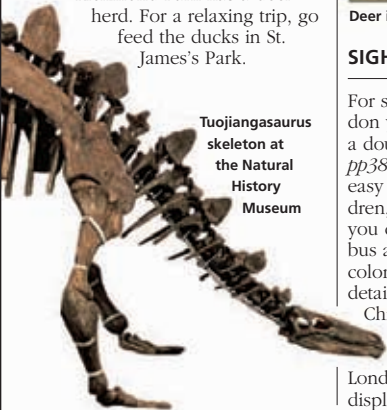 herd. For a relaxing trip, go
feed the ducks in St.
James's Park.
Tuojiangasaurus
skeleton at
the Natural
History
Museum
Deer i
SIGH
For s
don
a dou
pp38
easy
dren,
you
bus a
color
detai
Ch
Lond
displ